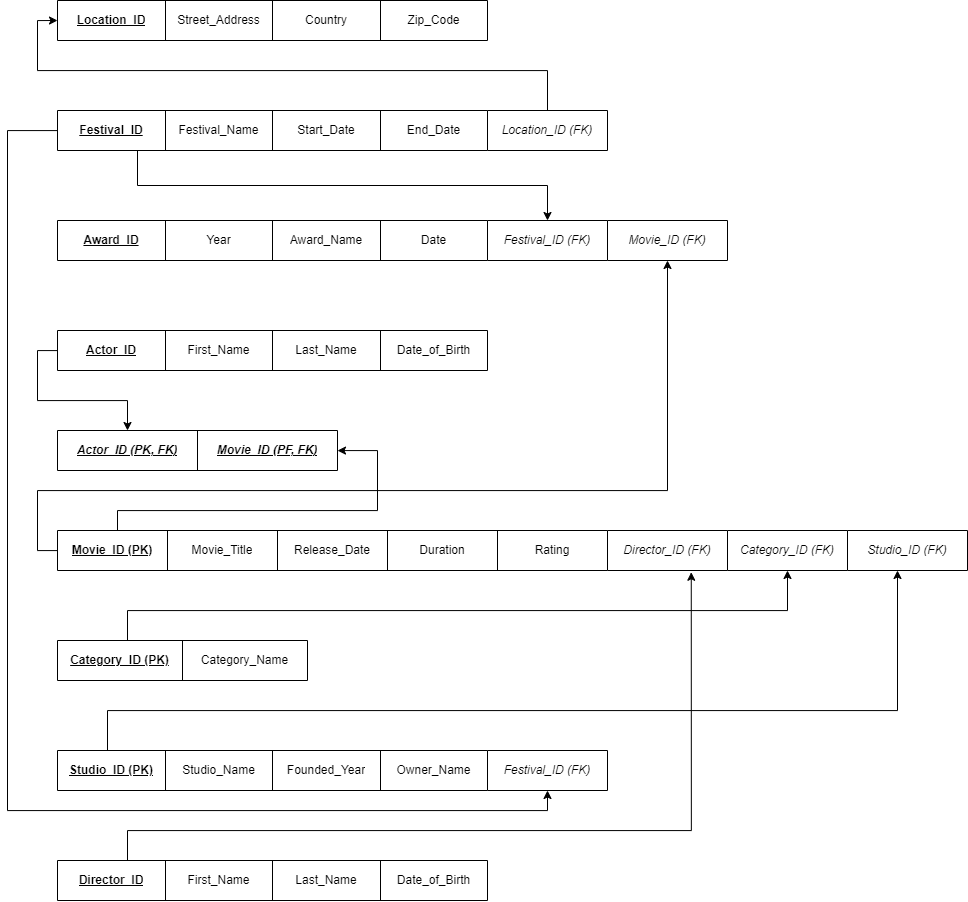 Location_ID Street_Address Country Zip_Code
Festival_ID Festival_Name Start_Date End_Date Location_ID (FK)
Award_ID Year Award_Name Date Festival_ID (FK) Movie_ID (FK)
Actor_ID First_Name Last_Name Date_of_Birth
Actor_ID (PK, FK) Movie_ID (PF, FK)
Movie_ID (PK) Movie_Title Release_Date Duration Rating Director_ID (FK) Category_ID (FK) Studio_ID (FK)
Category_ID (PK) Category_Name
Studio_ID (PK) Studio_Name Founded_Year Owner_Name Festival_ID (FK)
Director_ID First_Name Last_Name Date_of_Birth